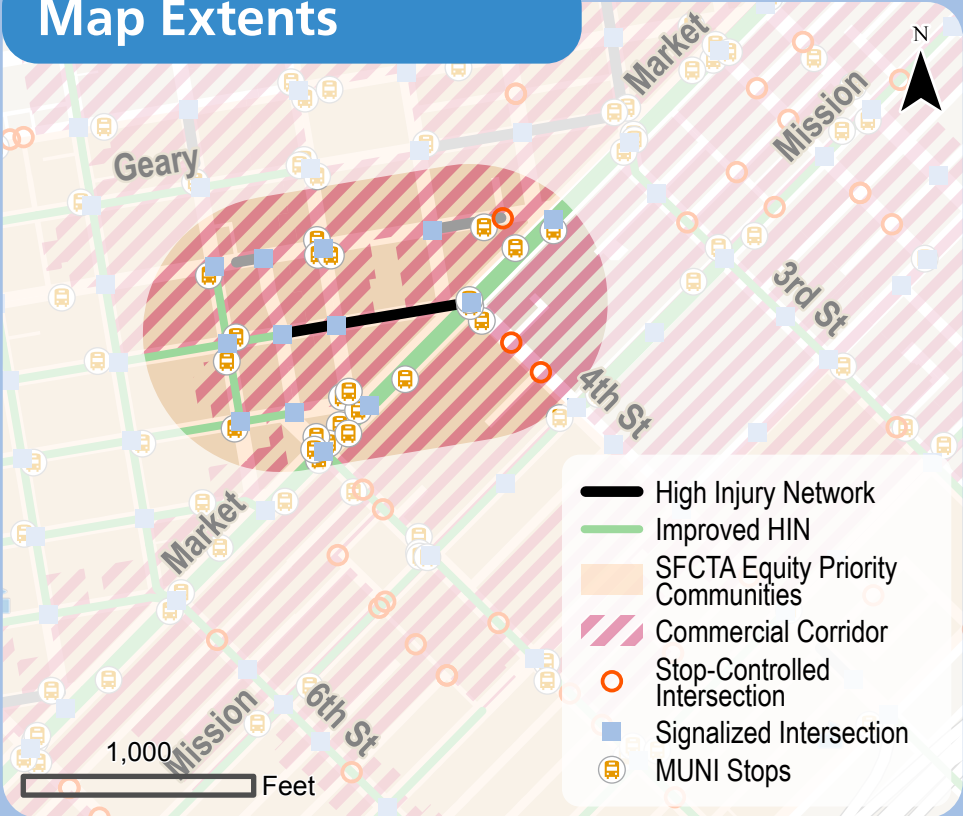 Map Extents
N
Market
Mission
Geary
3rd St
4th St
Market
Mission
6th St
1,000
Feet
High Injury Network
Improved HIN
SFCTA Equity Priority
Communities
Commercial Corridor
Stop-Controlled
Intersection
Signalized Intersection
MUNI Stops